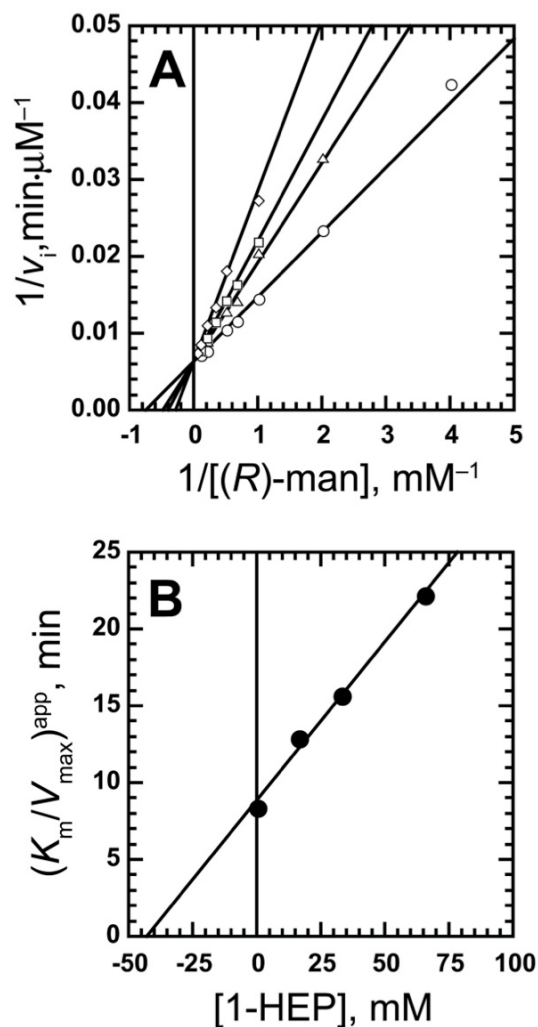 A
0.05
0.04
0.03
0.02
0.01
0.00
1/vᵢ, min·μM⁻¹
-1 0 1 2 3 4 5
1/[(R)-man], mM⁻¹
B
25
20
15
10
5
0
(Kₘ/Vₘₐₓ)ᵃᵖᵖ, min
-50 -25 0 25 50 75 100
[1-HEP], mM